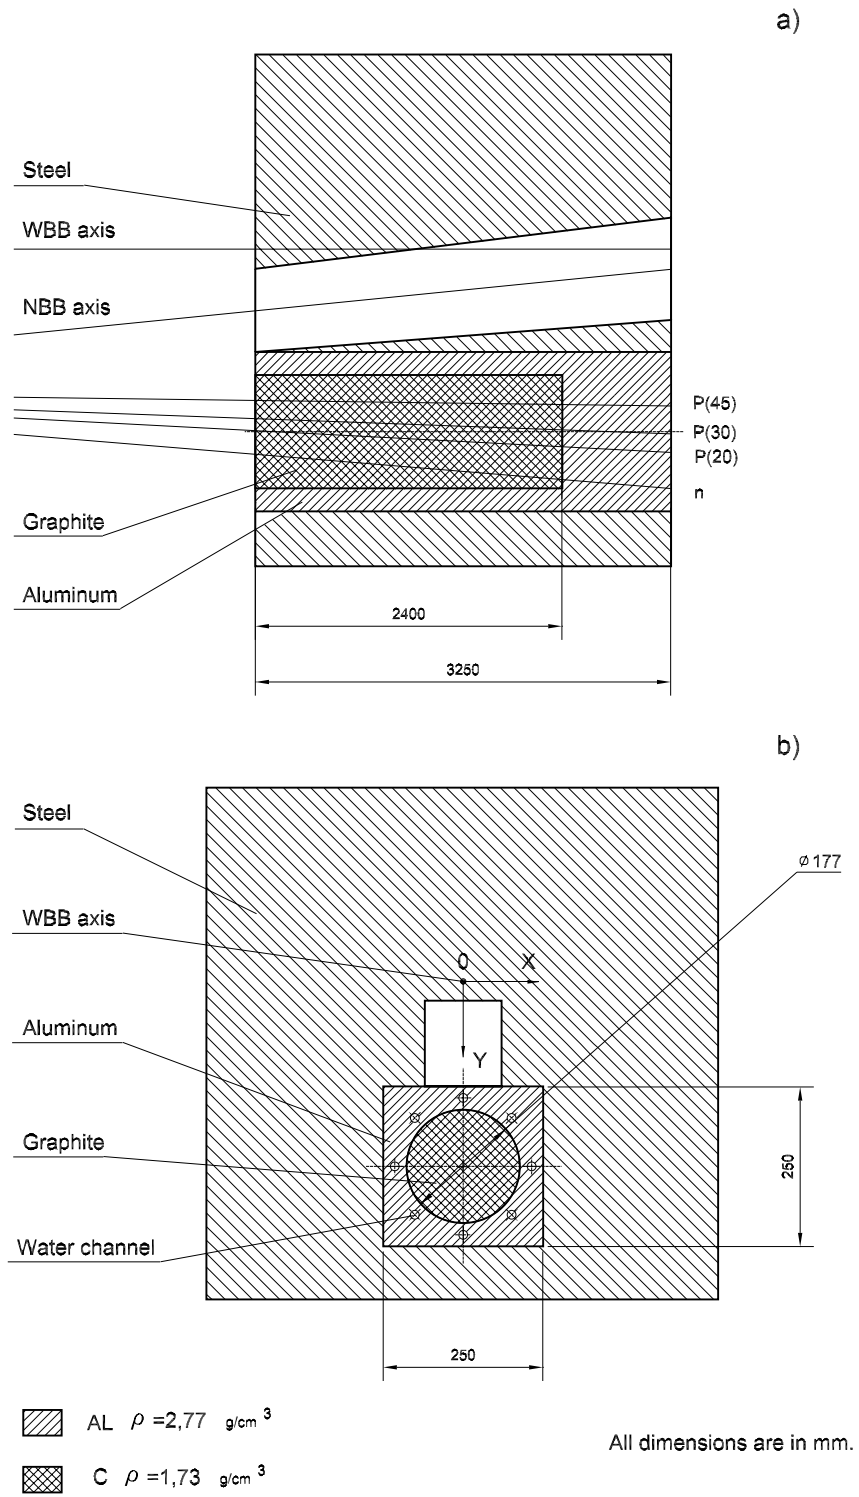 a)
Steel
WBB axis
NBB axis
P(45)
P(30)
P(20)
n
Graphite
Aluminum
2400
3250
b)
Steel
⌀177
WBB axis
0 X
Aluminum
Y
Graphite
250
Water channel
250
AL ρ =2,77 g/cm 3
All dimensions are in mm.
C ρ =1,73 g/cm 3